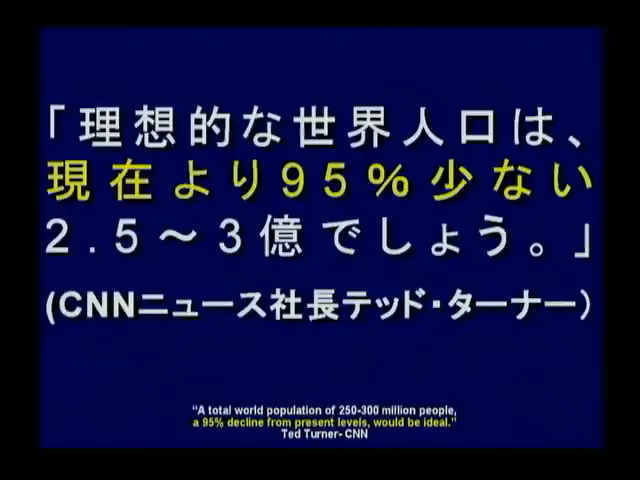 「理想的な世界人口は、
現在より95%少ない
2.5～3億でしょう。」
(CNNニュース社長テッド・ターナー)
“A total world population of 250-300 million people,
a 95% decline from present levels, would be ideal.”
Ted Turner- CNN